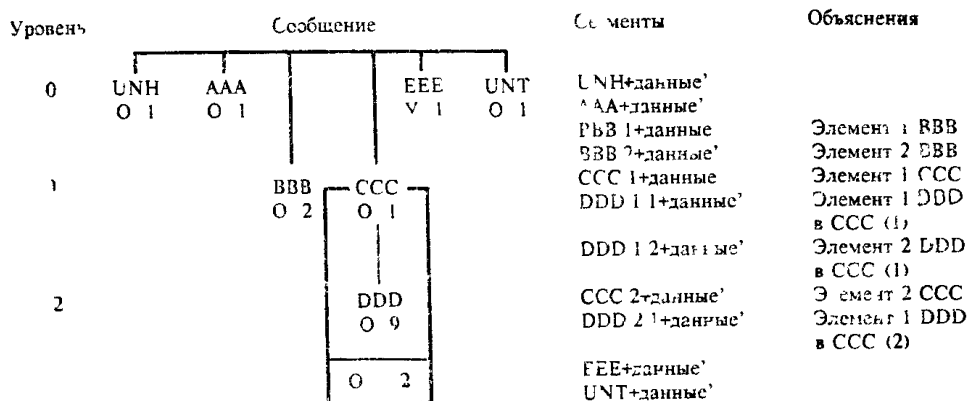 Уровень Сообщение Сегменты Объяснения
0 UNH AAA EEE UNT UNH+данные’
О 1 О 1 V 1 О 1 AAA+данные’
BBB 1+данные Элемент 1 BBB
BBB 2+данные’ Элемент 2 BBB
1 BBB CCC CCC 1+данные Элемент 1 CCC
О 2 О 1 DDD 1 1+данные’ Элемент 1 DDD
в CCC (1)
DDD 1 2+данные’ Элемент 2 DDD
в CCC (1)
2 DDD CCC 2+данные’ Элемент 2 CCC
О 9 DDD 2 1+данные’ Элемент 1 DDD
в CCC (2)
О 2 EEE+данные’
UNT+данные’